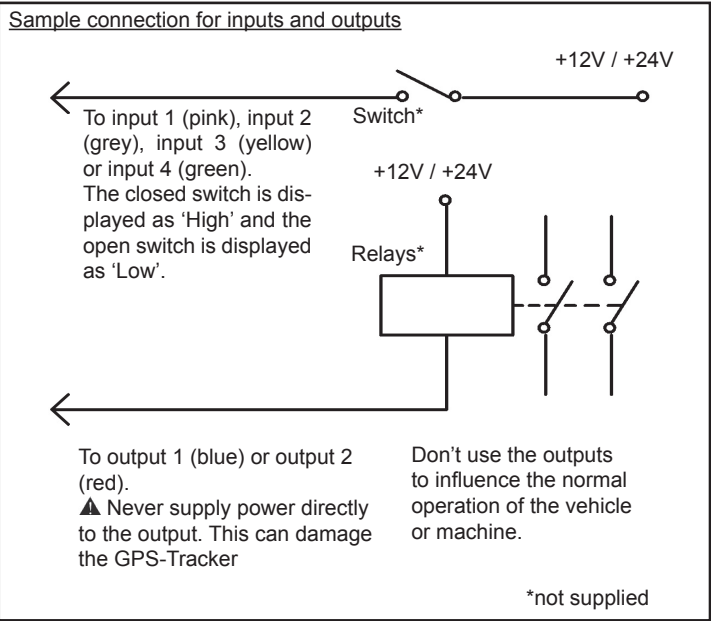 Sample connection for inputs and outputs
+12V / +24V
Switch*
To input 1 (pink), input 2
(grey), input 3 (yellow)
or input 4 (green).
The closed switch is dis-
played as ‘High’ and the
open switch is displayed
as ‘Low’.
+12V / +24V
Relays*
To output 1 (blue) or output 2
(red).
⚠ Never supply power directly
to the output. This can damage
the GPS-Tracker
Don’t use the outputs
to influence the normal
operation of the vehicle
or machine.
*not supplied